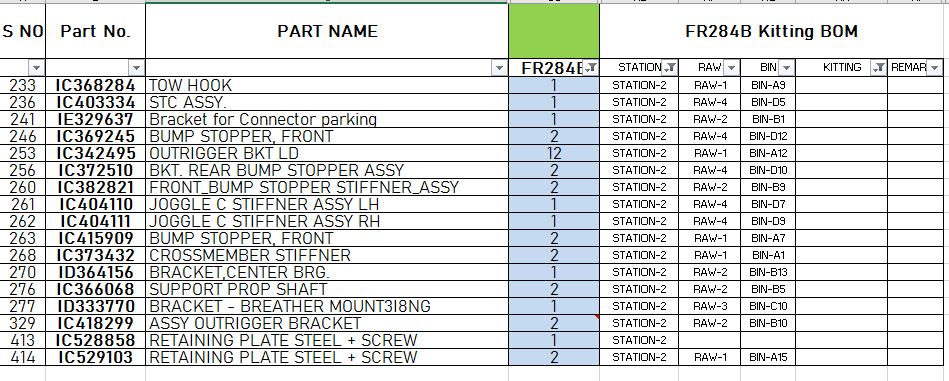 S NO Part No. PART NAME FR284B Kitting BOM
FR284B STATION RAW BIN KITTING REMAR
233 IC368284 TOW HOOK 1 STATION-2 RAW-1 BIN-A9
236 IC403334 STC ASSY. 1 STATION-2 RAW-4 BIN-D5
241 IE329637 Bracket for Connector parking 1 STATION-2 RAW-2 BIN-B1
246 IC369245 BUMP STOPPER, FRONT 2 STATION-2 RAW-4 BIN-D12
253 IC342495 OUTRIGGER BKT LD 12 STATION-2 RAW-1 BIN-A12
256 IC372510 BKT. REAR BUMP STOPPER ASSY 2 STATION-2 RAW-4 BIN-D10
260 IC382821 FRONT_BUMP STOPPER STIFFNER_ASSY 2 STATION-2 RAW-2 BIN-B9
261 IC404110 JOGGLE C STIFFNER ASSY LH 1 STATION-2 RAW-4 BIN-D7
262 IC404111 JOGGLE C STIFFNER ASSY RH 1 STATION-2 RAW-4 BIN-D9
263 IC415909 BUMP STOPPER, FRONT 2 STATION-2 RAW-1 BIN-A7
268 IC373432 CROSSMEMBER STIFFNER 2 STATION-2 RAW-1 BIN-A1
270 ID364156 BRACKET,CENTER BRG. 1 STATION-2 RAW-2 BIN-B13
276 IC366068 SUPPORT PROP SHAFT 2 STATION-2 RAW-2 BIN-B5
277 ID333770 BRACKET - BREATHER MOUNT3I8NG 1 STATION-2 RAW-3 BIN-C10
329 IC418299 ASSY OUTRIGGER BRACKET 2 STATION-2 RAW-2 BIN-B10
413 IC528858 RETAINING PLATE STEEL + SCREW 1 STATION-2
414 IC529103 RETAINING PLATE STEEL + SCREW 2 STATION-2 RAW-1 BIN-A15